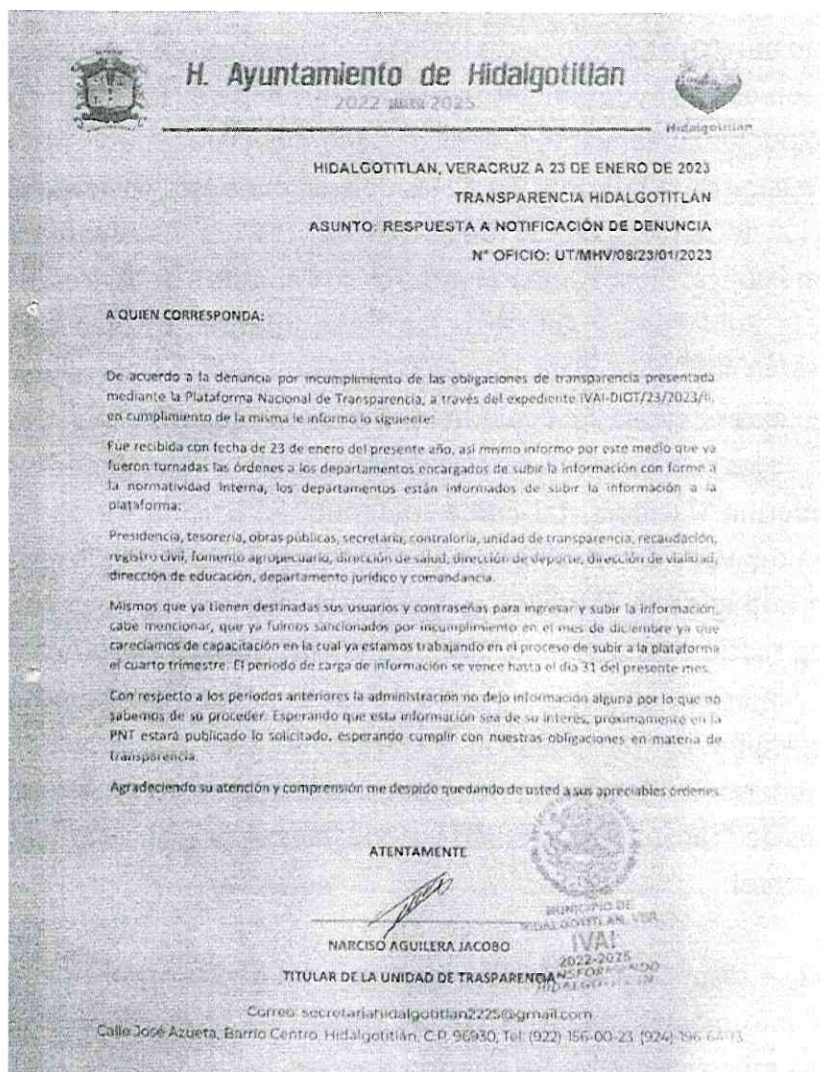 H. Ayuntamiento de Hidalgotitlán
2022 2025
Hidalgotitlán
HIDALGOTITLAN, VERACRUZ A 23 DE ENERO DE 2023
TRANSPARENCIA HIDALGOTITLÁN
ASUNTO: RESPUESTA A NOTIFICACIÓN DE DENUNCIA
N° OFICIO: UT/MHV/08/23/01/2023
A QUIEN CORRESPONDA:
De acuerdo a la denuncia por incumplimiento de las obligaciones de transparencia presentada
mediante la Plataforma Nacional de Transparencia, a través del expediente
en cumplimiento de la misma le informo lo siguiente:
Fue recibida con fecha de 23 de enero del presente año, así mismo informo por este medio que ya
fueron turnadas las órdenes a los departamentos encargados de subir la información con forme a
la normatividad interna, los departamentos están informados de subir la información a la
plataforma:
Presidencia, tesorería, obras públicas, secretaria, contraloría, unidad de transparencia, recaudación,
registro civil, fomento agropecuario, dirección de salud, dirección de deporte, dirección de vialidad,
dirección de educación, departamento jurídico y comandancia.
Mismos que ya tienen destinadas sus usuarios y contraseñas para ingresar y subir la información,
cabe mencionar, que ya fuimos sancionados por incumplimiento en el mes de diciembre ya que
carecíamos de capacitación en la cual ya estamos trabajando en el proceso de subir a la plataforma
el cuarto trimestre. El periodo de carga de información se vence hasta el día 31 del presente mes.
Con respecto a los periodos anteriores la administración no dejo información alguna por lo que no
sabemos de su proceder. Esperando que esta información sea de su interés, próximamente en la
PNT estará publicado lo solicitado, esperando cumplir con nuestras obligaciones en materia de
transparencia.
Agradeciendo su atención y comprensión me despido quedando de usted a sus apreciables órdenes.
ATENTAMENTE
MUNICIPIO DE
HIDALGOTITLAN, VER.
IVAI
2022-2025
TRANSFORMANDO
HIDALGOTITLÁN
NARCISO AGUILERA JACOBO
TITULAR DE LA UNIDAD DE TRASPARENCIA
Correo: secretariahidalgotitlan2225@gmail.com
Calle José Azueta, Barrio Centro, Hidalgotitlán, C.P. 96930, Tel: (922) 156-00-23 (924)